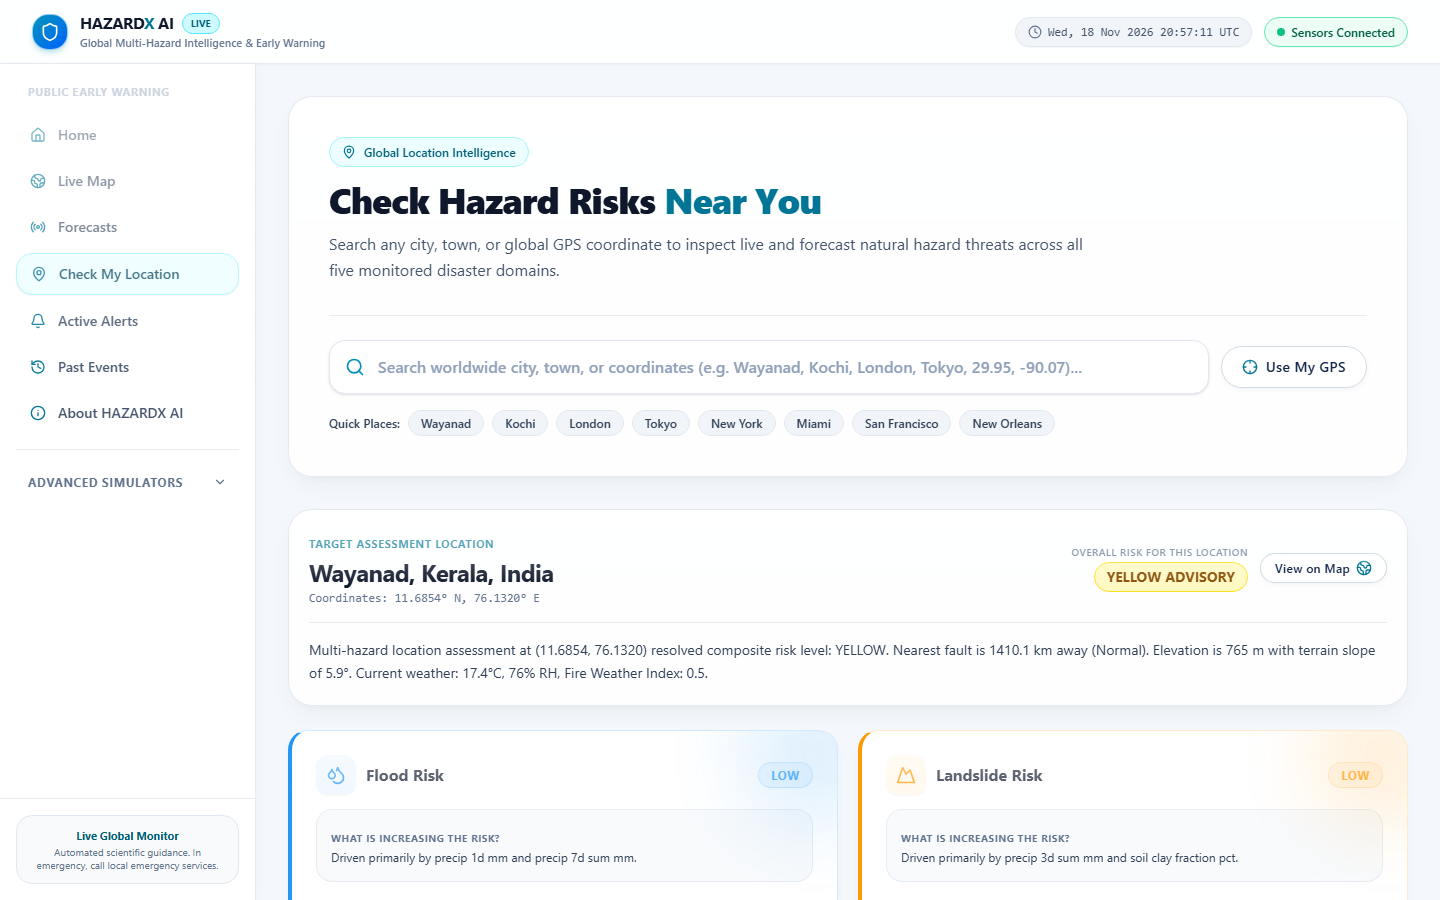 HAZARDX AI LIVE
Global Multi-Hazard Intelligence & Early Warning
Wed, 18 Nov 2026 20:57:11 UTC
Sensors Connected
PUBLIC EARLY WARNING
Home
Live Map
Forecasts
Check My Location
Active Alerts
Past Events
About HAZARDX AI
ADVANCED SIMULATORS
Live Global Monitor
Automated scientific guidance. In
emergency, call local emergency services.
Global Location Intelligence
Check Hazard Risks Near You
Search any city, town, or global GPS coordinate to inspect live and forecast natural hazard threats across all
five monitored disaster domains.
Search worldwide city, town, or coordinates (e.g. Wayanad, Kochi, London, Tokyo, 29.95, -90.07)...
Use My GPS
Quick Places: Wayanad Kochi London Tokyo New York Miami San Francisco New Orleans
TARGET ASSESSMENT LOCATION
Wayanad, Kerala, India
Coordinates: 11.6854° N, 76.1320° E
OVERALL RISK FOR THIS LOCATION
YELLOW ADVISORY
View on Map
Multi-hazard location assessment at (11.6854, 76.1320) resolved composite risk level: YELLOW. Nearest fault is 1410.1 km away (Normal). Elevation is 765 m with terrain slope
of 5.9°. Current weather: 17.4°C, 76% RH, Fire Weather Index: 0.5.
Flood Risk
LOW
WHAT IS INCREASING THE RISK?
Driven primarily by precip 1d mm and precip 7d sum mm.
Landslide Risk
LOW
WHAT IS INCREASING THE RISK?
Driven primarily by precip 3d sum mm and soil clay fraction pct.